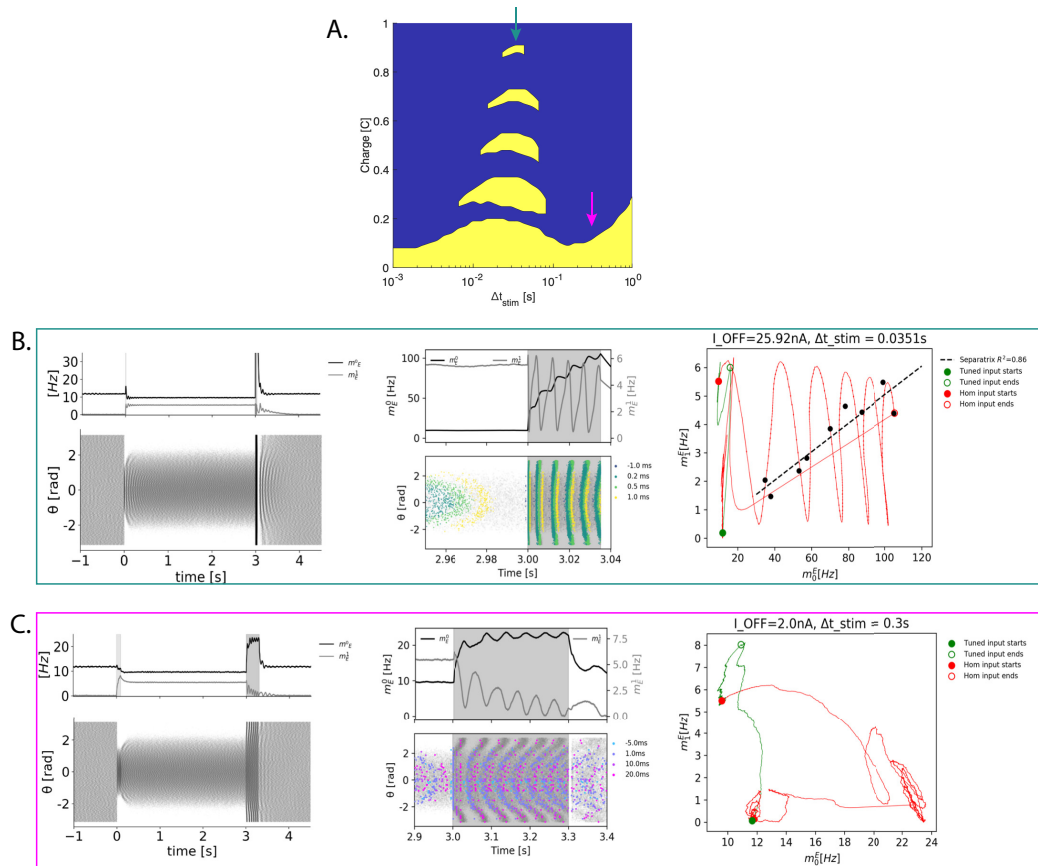 A.
1
0.8
0.6
0.4
0.2
0
Charge [C]
10^-3 10^-2 10^-1 10^0
Δt_stim [s]
B.
[Hz]
30
20
10
0
m^0_E
m^1_E
θ [rad]
2
0
−2
−1 0 1 2 3 4
time [s]
m^0_E [Hz]
100
50
0
m^0_E m^1_E
6
4
2
0
m^1_E [Hz]
θ (rad)
2
0
−2
-1.0 ms
0.2 ms
0.5 ms
1.0 ms
2.96 2.98 3.00 3.02 3.04
Time [s]
I_OFF=25.92nA, Δt_stim = 0.0351s
m^E_1[Hz]
6
5
4
3
2
1
0
0 20 40 60 80 100 120
m^E_0[Hz]
Separatrix R²=0.86
Tuned input starts
Tuned input ends
Hom input starts
Hom input ends
C.
[Hz]
20
10
0
m^0_E
m^1_E
θ [rad]
2
0
−2
−1 0 1 2 3 4
time [s]
m^0_E [Hz]
20
10
0
m^0_E m^1_E
7.5
5.0
2.5
0.0
m^1_E [Hz]
θ [rad]
2
0
−2
-5.0ms
1.0ms
10.0ms
20.0ms
2.9 3.0 3.1 3.2 3.3 3.4
Time [s]
I_OFF=2.0nA, Δt_stim = 0.3s
m^E_1[Hz]
8
7
6
5
4
3
2
1
0
10 12 14 16 18 20 22 24
m^E_0[Hz]
Tuned input starts
Tuned input ends
Hom input starts
Hom input ends